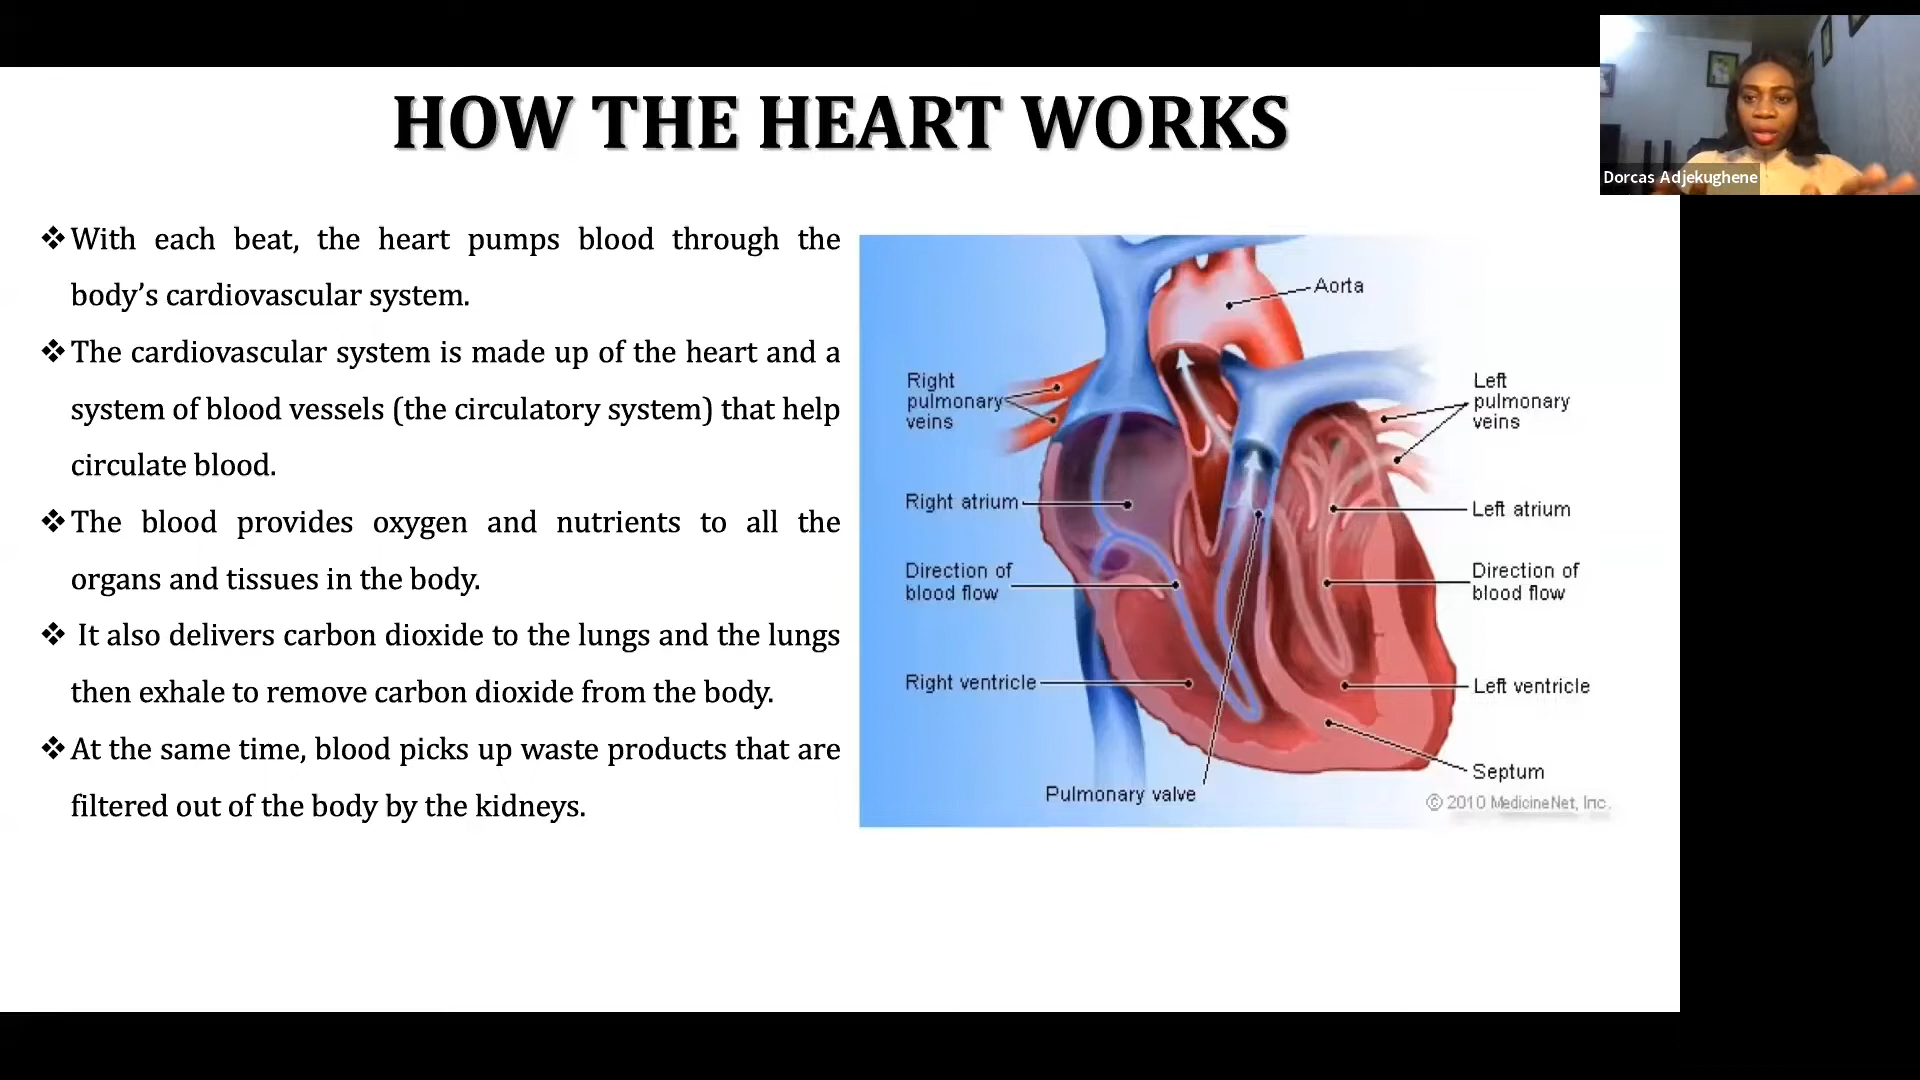 HOW THE HEART WORKS
Dorcas Adjekughene
❖With each beat, the heart pumps blood through the
body’s cardiovascular system.
❖The cardiovascular system is made up of the heart and a
system of blood vessels (the circulatory system) that help
circulate blood.
❖The blood provides oxygen and nutrients to all the
organs and tissues in the body.
❖ It also delivers carbon dioxide to the lungs and the lungs
then exhale to remove carbon dioxide from the body.
❖At the same time, blood picks up waste products that are
filtered out of the body by the kidneys.
Aorta
Right
pulmonary
veins
Left
pulmonary
veins
Right atrium
Left atrium
Direction of
blood flow
Direction of
blood flow
Right ventricle
Left ventricle
Septum
Pulmonary valve
© 2010 MedicineNet, Inc.